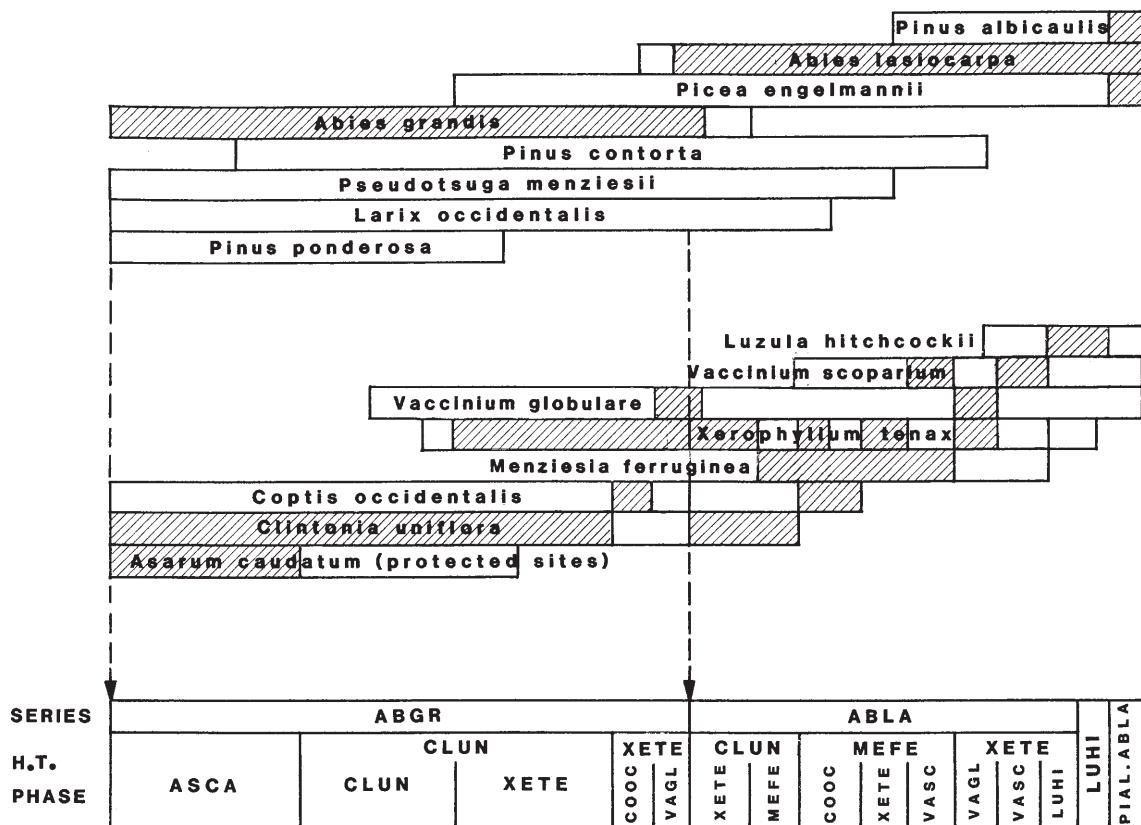 Pinus albicaulis
Abies lasiocarpa
Picea engelmannii
Abies grandis
Pinus contorta
Pseudotsuga menziesii
Larix occidentalis
Pinus ponderosa
Luzula hitchcockii
Vaccinium scoparium
Vaccinium globulare
Xerophyllum tenax
Menziesia ferruginea
Coptis occidentalis
Clintonia uniflora
Asarum caudatum (protected sites)
SERIES ABGR ABLA LUHI PIAL.ABLA
H.T. CLUN XETE CLUN MEFE XETE
PHASE ASCA CLUN XETE COOC VAGL XETE MEFE COOC XETE VASC VAGL VASC LUHI